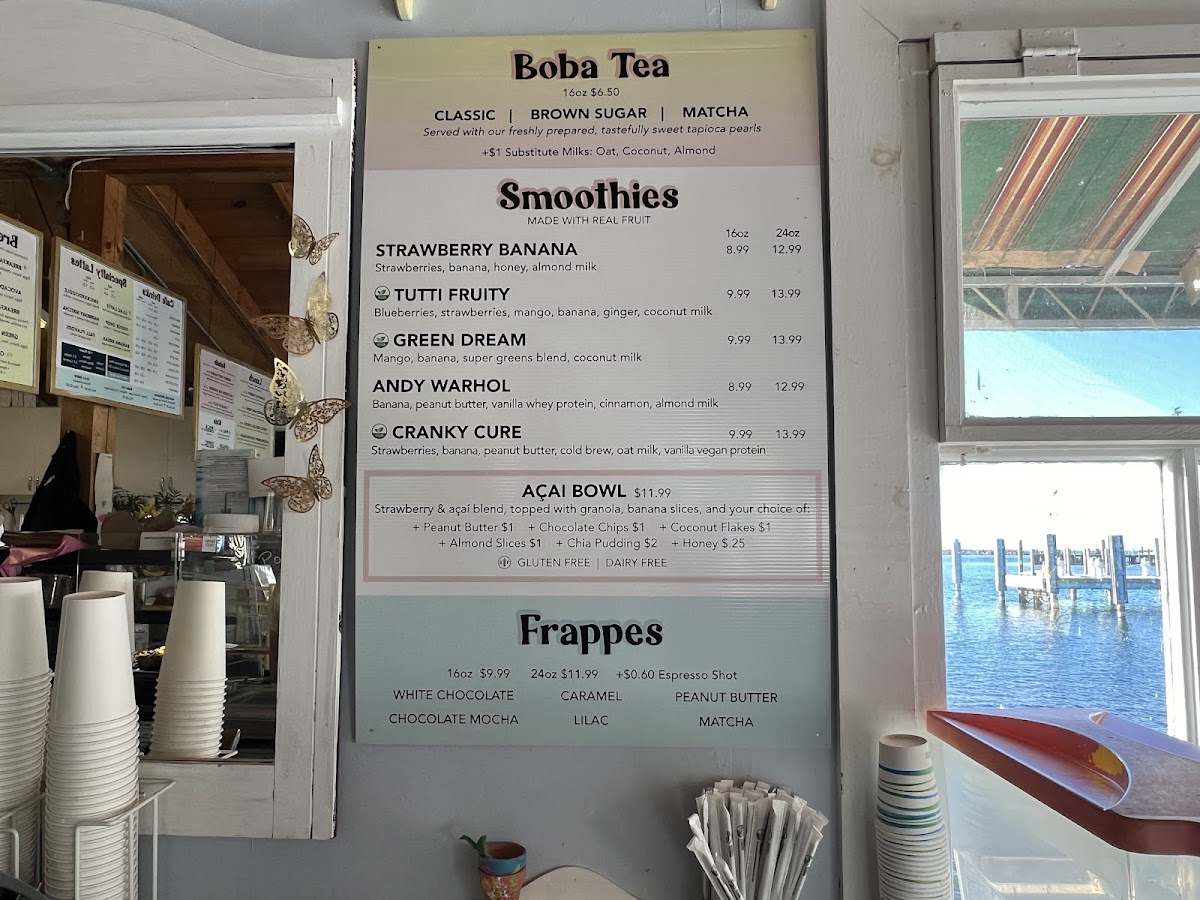 Boba Tea
16oz $6.50
CLASSIC | BROWN SUGAR | MATCHA
Served with our freshly prepared, tastefully sweet tapioca pearls
+$1 Substitute Milks: Oat, Coconut, Almond
Smoothies
MADE WITH REAL FRUIT
16oz 24oz
STRAWBERRY BANANA 8.99 12.99
Strawberries, banana, honey, almond milk
TUTTI FRUITY 9.99 13.99
Blueberries, strawberries, mango, banana, ginger, coconut milk
GREEN DREAM 9.99 13.99
Mango, banana, super greens blend, coconut milk
ANDY WARHOL 8.99 12.99
Banana, peanut butter, vanilla whey protein, cinnamon, almond milk
CRANKY CURE 9.99 13.99
Strawberries, banana, peanut butter, cold brew, oat milk, vanilla vegan protein
AÇAI BOWL $11.99
Strawberry & açaí blend, topped with granola, banana slices, and your choice of:
+ Peanut Butter $1 + Chocolate Chips $1 + Coconut Flakes $1
+ Almond Slices $1 + Chia Pudding $2 + Honey $.25
GLUTEN FREE | DAIRY FREE
Frappes
16oz $9.99 24oz $11.99 +$0.60 Espresso Shot
WHITE CHOCOLATE CARAMEL PEANUT BUTTER
CHOCOLATE MOCHA LILAC MATCHA
Specialty Lattes
Café Drinks